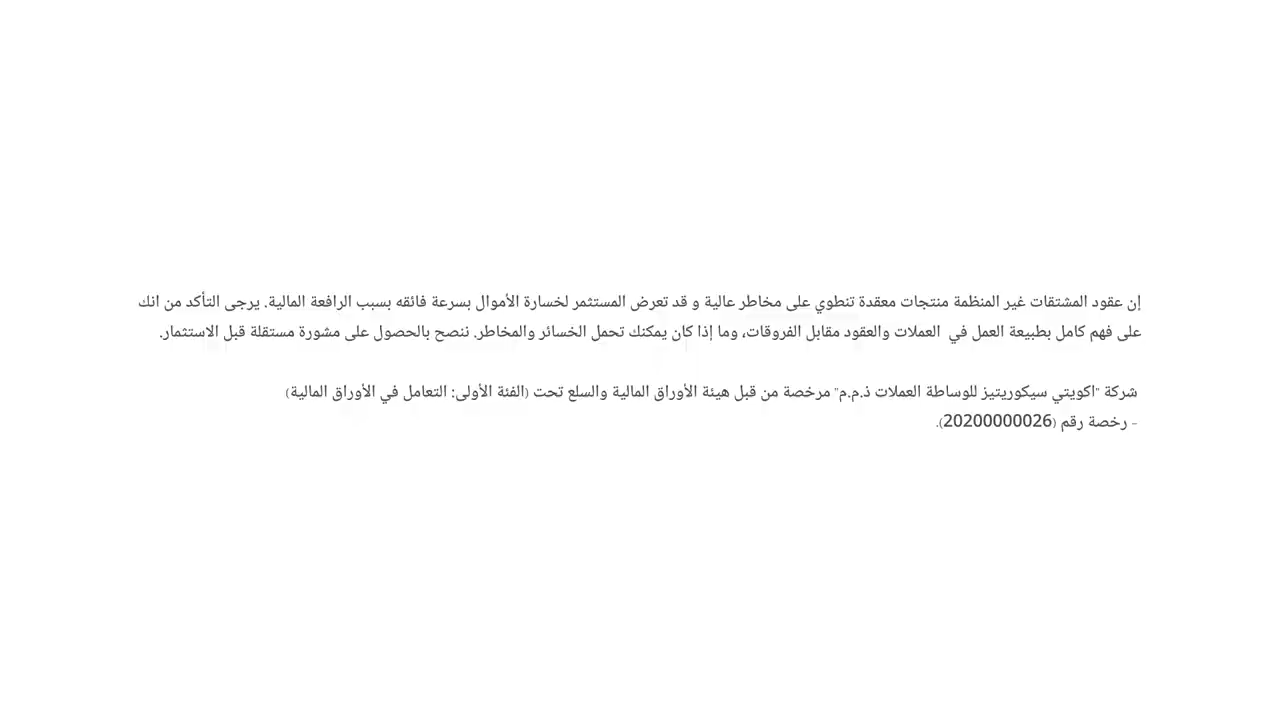 إن عقود المشتقات غير المنظمة منتجات معقدة تنطوي على مخاطر عالية و قد تعرض المستثمر لخسارة الأموال بسرعة فائقه بسبب الرافعة المالية. يرجى التأكد من انك
على فهم كامل بطبيعة العمل في العملات والعقود مقابل الفروقات، وما إذا كان يمكنك تحمل الخسائر والمخاطر. ننصح بالحصول على مشورة مستقلة قبل الاستثمار.
شركة "اكويتي سيكوريتيز للوساطة العملات ذ.م.م" مرخصة من قبل هيئة الأوراق المالية والسلع تحت (الفئة الأولى: التعامل في الأوراق المالية)
- رخصة رقم (20200000026).